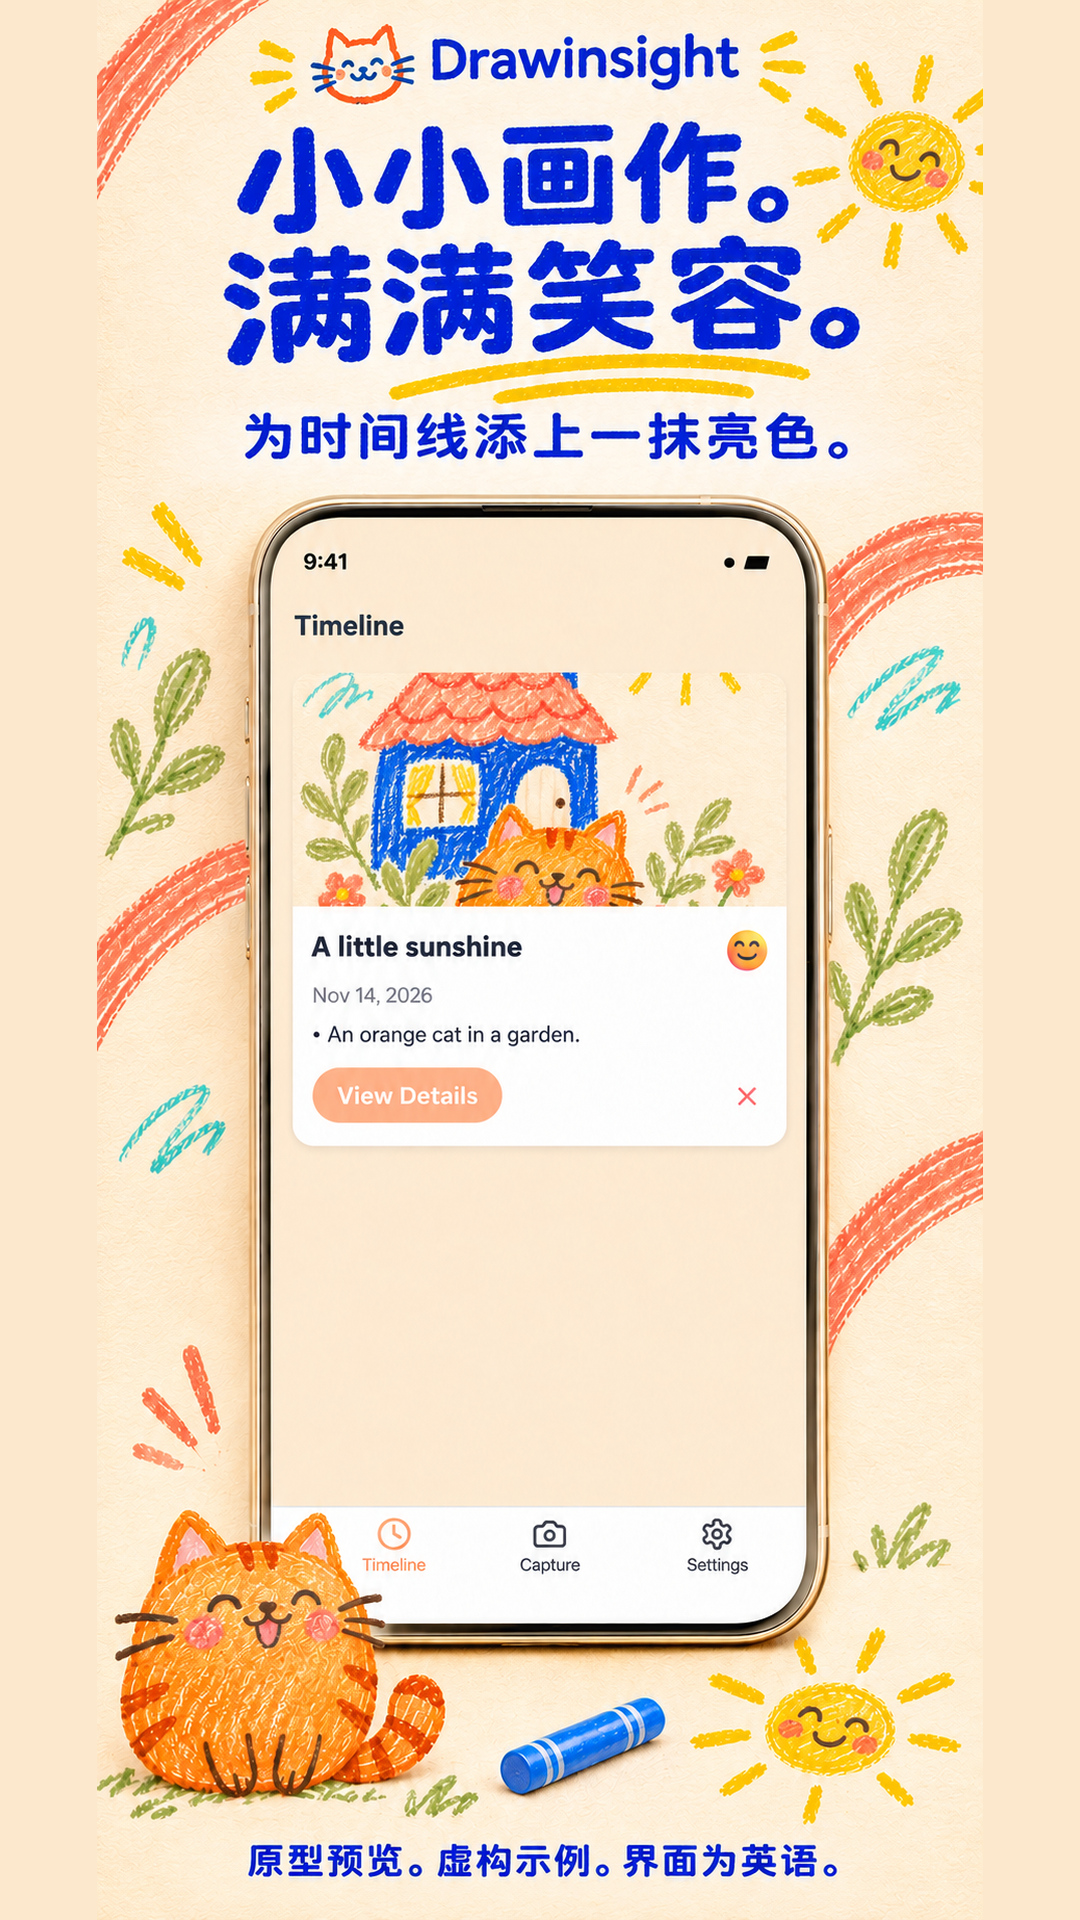 Drawinsight
小小画作。
满满笑容。
为时间线添上一抹亮色。
9:41
Timeline
A little sunshine
Nov 14, 2026
• An orange cat in a garden.
View Details
Timeline
Capture
Settings
原型预览。虚构示例。界面为英语。